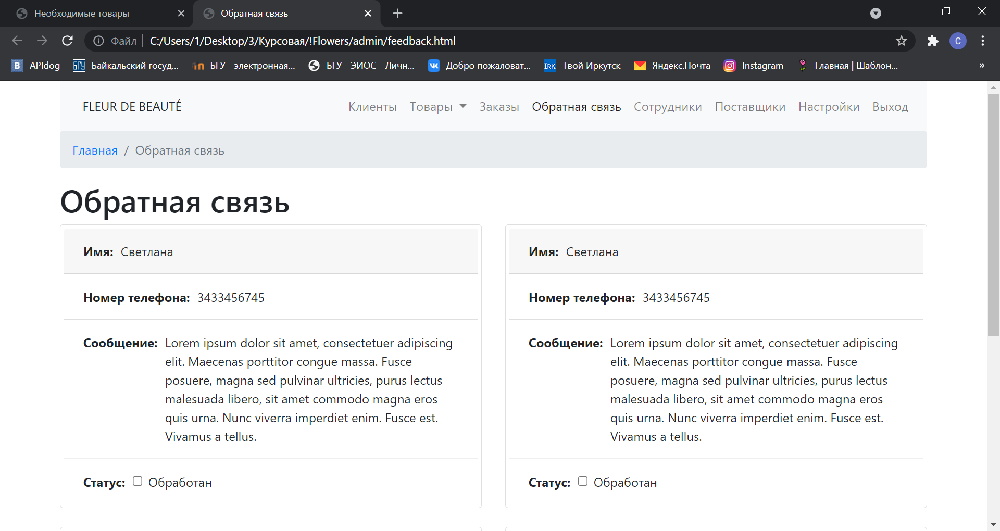 Необходимые товары
Обратная связь
Файл C:/Users/1/Desktop/3/Курсовая/!Flowers/admin/feedback.html
С
B APIdog
БГУ Байкальский госуд...
БГУ - электронная...
БГУ - ЭИОС - Личн...
Добро пожаловат...
IRK. Твой Иркутск
Яндекс.Почта
Instagram
Главная | Шаблон...
»
FLEUR DE BEAUTÉ
Клиенты Товары Заказы Обратная связь Сотрудники Поставщики Настройки Выход
Главная / Обратная связь
Обратная связь
Имя: Светлана
Номер телефона: 3433456745
Сообщение: Lorem ipsum dolor sit amet, consectetuer adipiscing
elit. Maecenas porttitor congue massa. Fusce
posuere, magna sed pulvinar ultricies, purus lectus
malesuada libero, sit amet commodo magna eros
quis urna. Nunc viverra imperdiet enim. Fusce est.
Vivamus a tellus.
Статус: Обработан
Имя: Светлана
Номер телефона: 3433456745
Сообщение: Lorem ipsum dolor sit amet, consectetuer adipiscing
elit. Maecenas porttitor congue massa. Fusce
posuere, magna sed pulvinar ultricies, purus lectus
malesuada libero, sit amet commodo magna eros
quis urna. Nunc viverra imperdiet enim. Fusce est.
Vivamus a tellus.
Статус: Обработан